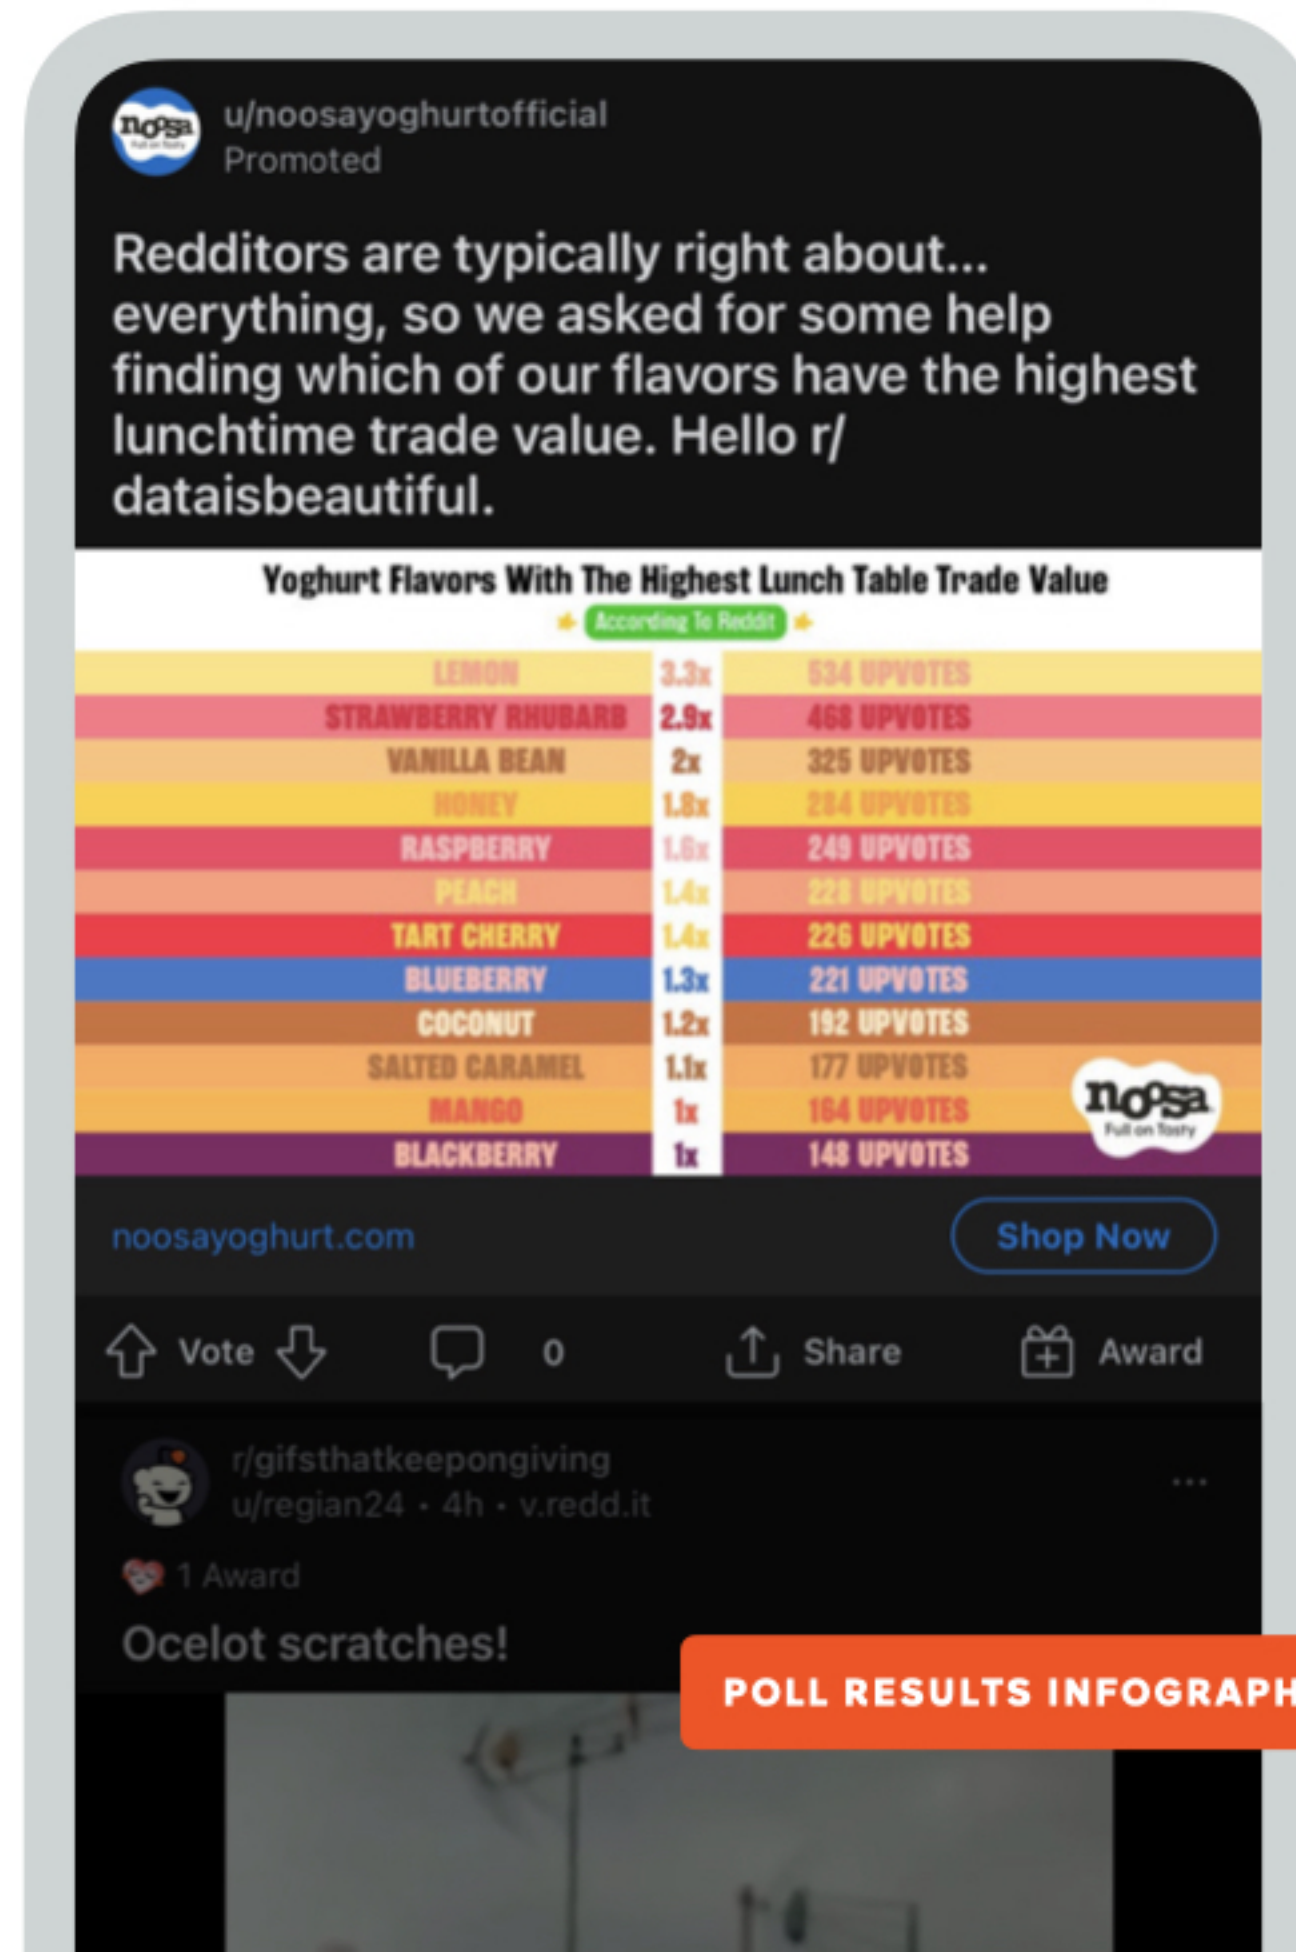 noosa
Full on Tasty
u/noosayoghurtofficial
Promoted
Redditors are typically right about...
everything, so we asked for some help
finding which of our flavors have the highest
lunchtime trade value. Hello r/
dataisbeautiful.
Yoghurt Flavors With The Highest Lunch Table Trade Value
According To Reddit
LEMON 3.3x 534 UPVOTES
STRAWBERRY RHUBARB 2.9x 468 UPVOTES
VANILLA BEAN 2x 325 UPVOTES
HONEY 1.8x 284 UPVOTES
RASPBERRY 1.6x 249 UPVOTES
PEACH 1.4x 228 UPVOTES
TART CHERRY 1.4x 226 UPVOTES
BLUEBERRY 1.3x 221 UPVOTES
COCONUT 1.2x 192 UPVOTES
SALTED CARAMEL 1.1x 177 UPVOTES
MANGO 1x 164 UPVOTES
BLACKBERRY 1x 148 UPVOTES
noosa
Full on Tasty
noosayoghurt.com Shop Now
Vote 0 Share Award
r/gifsthatkeepongiving
u/regian24 • 4h • v.redd.it
...
1 Award
Ocelot scratches!
POLL RESULTS INFOGRAPH